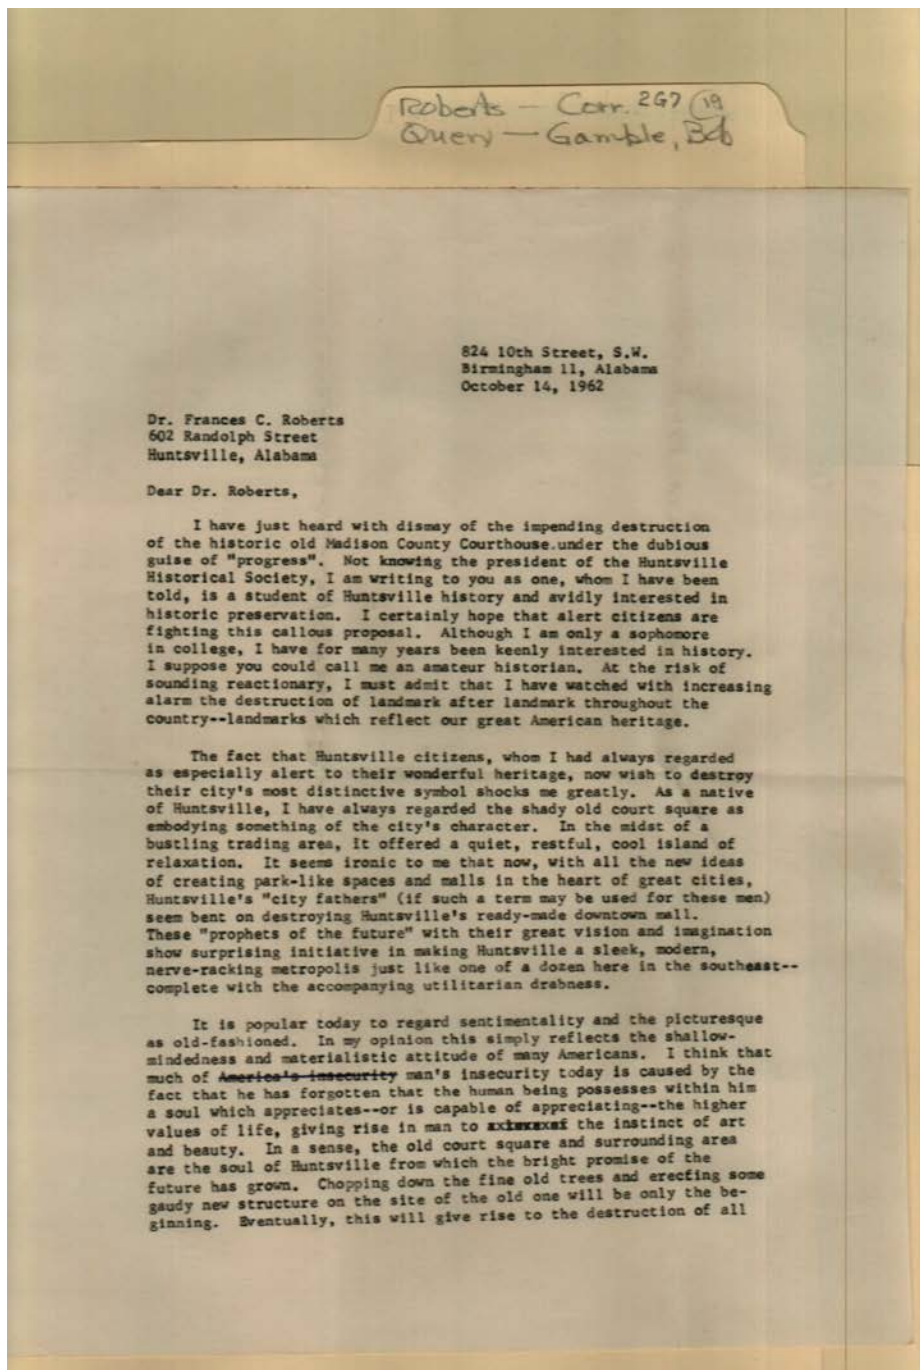 Roberts — Corr. 267 19
Query — Gamble, Bob
824 10th Street, S.W.
Birmingham 11, Alabama
October 14, 1962
Dr. Frances C. Roberts
602 Randolph Street
Huntsville, Alabama
Dear Dr. Roberts,
I have just heard with dismay of the impending destruction
of the historic old Madison County Courthouse.under the dubious
guise of "progress". Not knowing the president of the Huntsville
Historical Society, I am writing to you as one, whom I have been
told, is a student of Huntsville history and avidly interested in
historic preservation. I certainly hope that alert citizens are
fighting this callous proposal. Although I am only a sophomore
in college, I have for many years been keenly interested in history.
I suppose you could call me an amateur historian. At the risk of
sounding reactionary, I must admit that I have watched with increasing
alarm the destruction of landmark after landmark throughout the
country--landmarks which reflect our great American heritage.
The fact that Huntsville citizens, whom I had always regarded
as especially alert to their wonderful heritage, now wish to destroy
their city's most distinctive symbol shocks me greatly. As a native
of Huntsville, I have always regarded the shady old court square as
embodying something of the city's character. In the midst of a
bustling trading area, It offered a quiet, restful, cool island of
relaxation. It seems ironic to me that now, with all the new ideas
of creating park-like spaces and malls in the heart of great cities,
Huntsville's "city fathers" (if such a term may be used for these men)
seem bent on destroying Huntsville's ready-made downtown mall.
These "prophets of the future" with their great vision and imagination
show surprising initiative in making Huntsville a sleek, modern,
nerve-racking metropolis just like one of a dozen here in the southeast--
complete with the accompanying utilitarian drabness.
It is popular today to regard sentimentality and the picturesque
as old-fashioned. In my opinion this simply reflects the shallow-
mindedness and materialistic attitude of many Americans. I think that
much of America's insecurity man's insecurity today is caused by the
fact that he has forgotten that the human being possesses within him
a soul which appreciates--or is capable of appreciating--the higher
values of life, giving rise in man to the instinct of art
and beauty. In a sense, the old court square and surrounding area
are the soul of Huntsville from which the bright promise of the
future has grown. Chopping down the fine old trees and erecfing some
gaudy new structure on the site of the old one will be only the be-
ginning. Eventually, this will give rise to the destruction of all